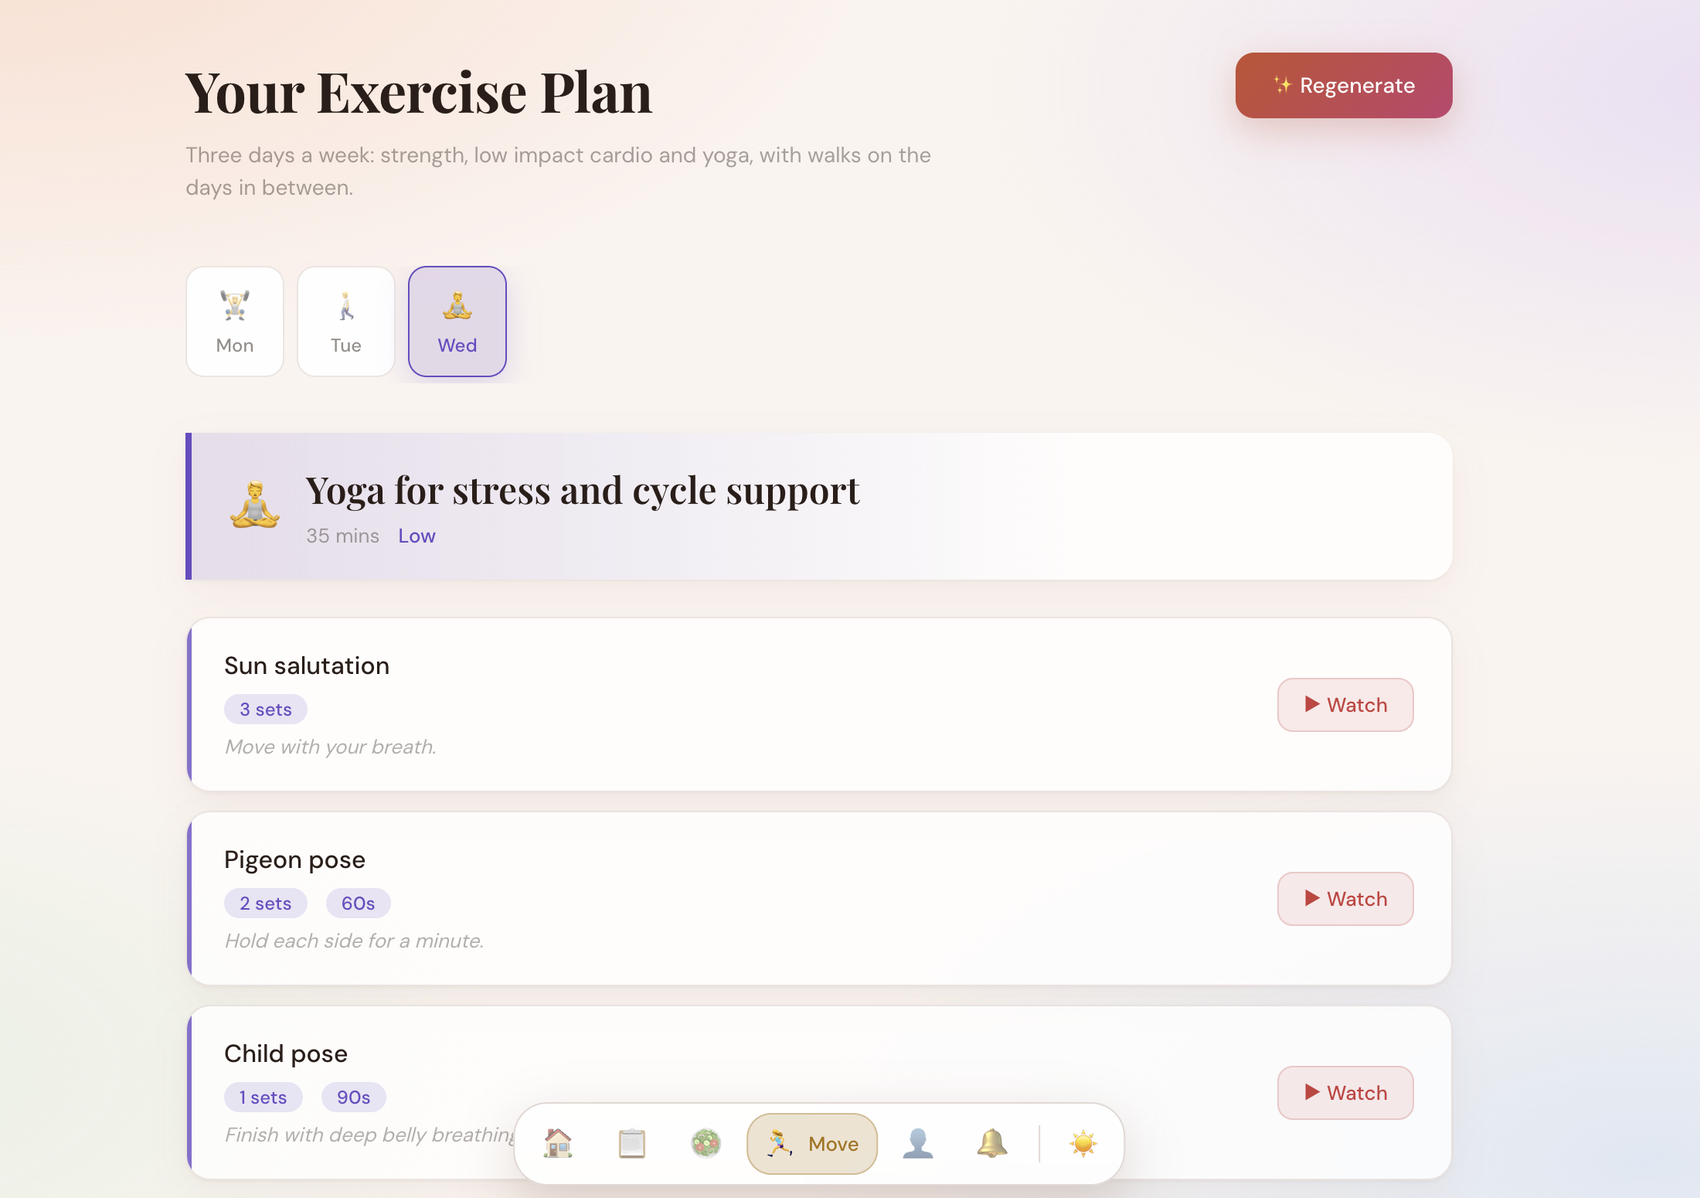 Your Exercise Plan
✨ Regenerate
Three days a week: strength, low impact cardio and yoga, with walks on the
days in between.
Mon
Tue
Wed
Yoga for stress and cycle support
35 mins Low
Sun salutation
3 sets
Move with your breath.
▶ Watch
Pigeon pose
2 sets 60s
Hold each side for a minute.
▶ Watch
Child pose
1 sets 90s
Finish with deep belly breathing
▶ Watch
Move